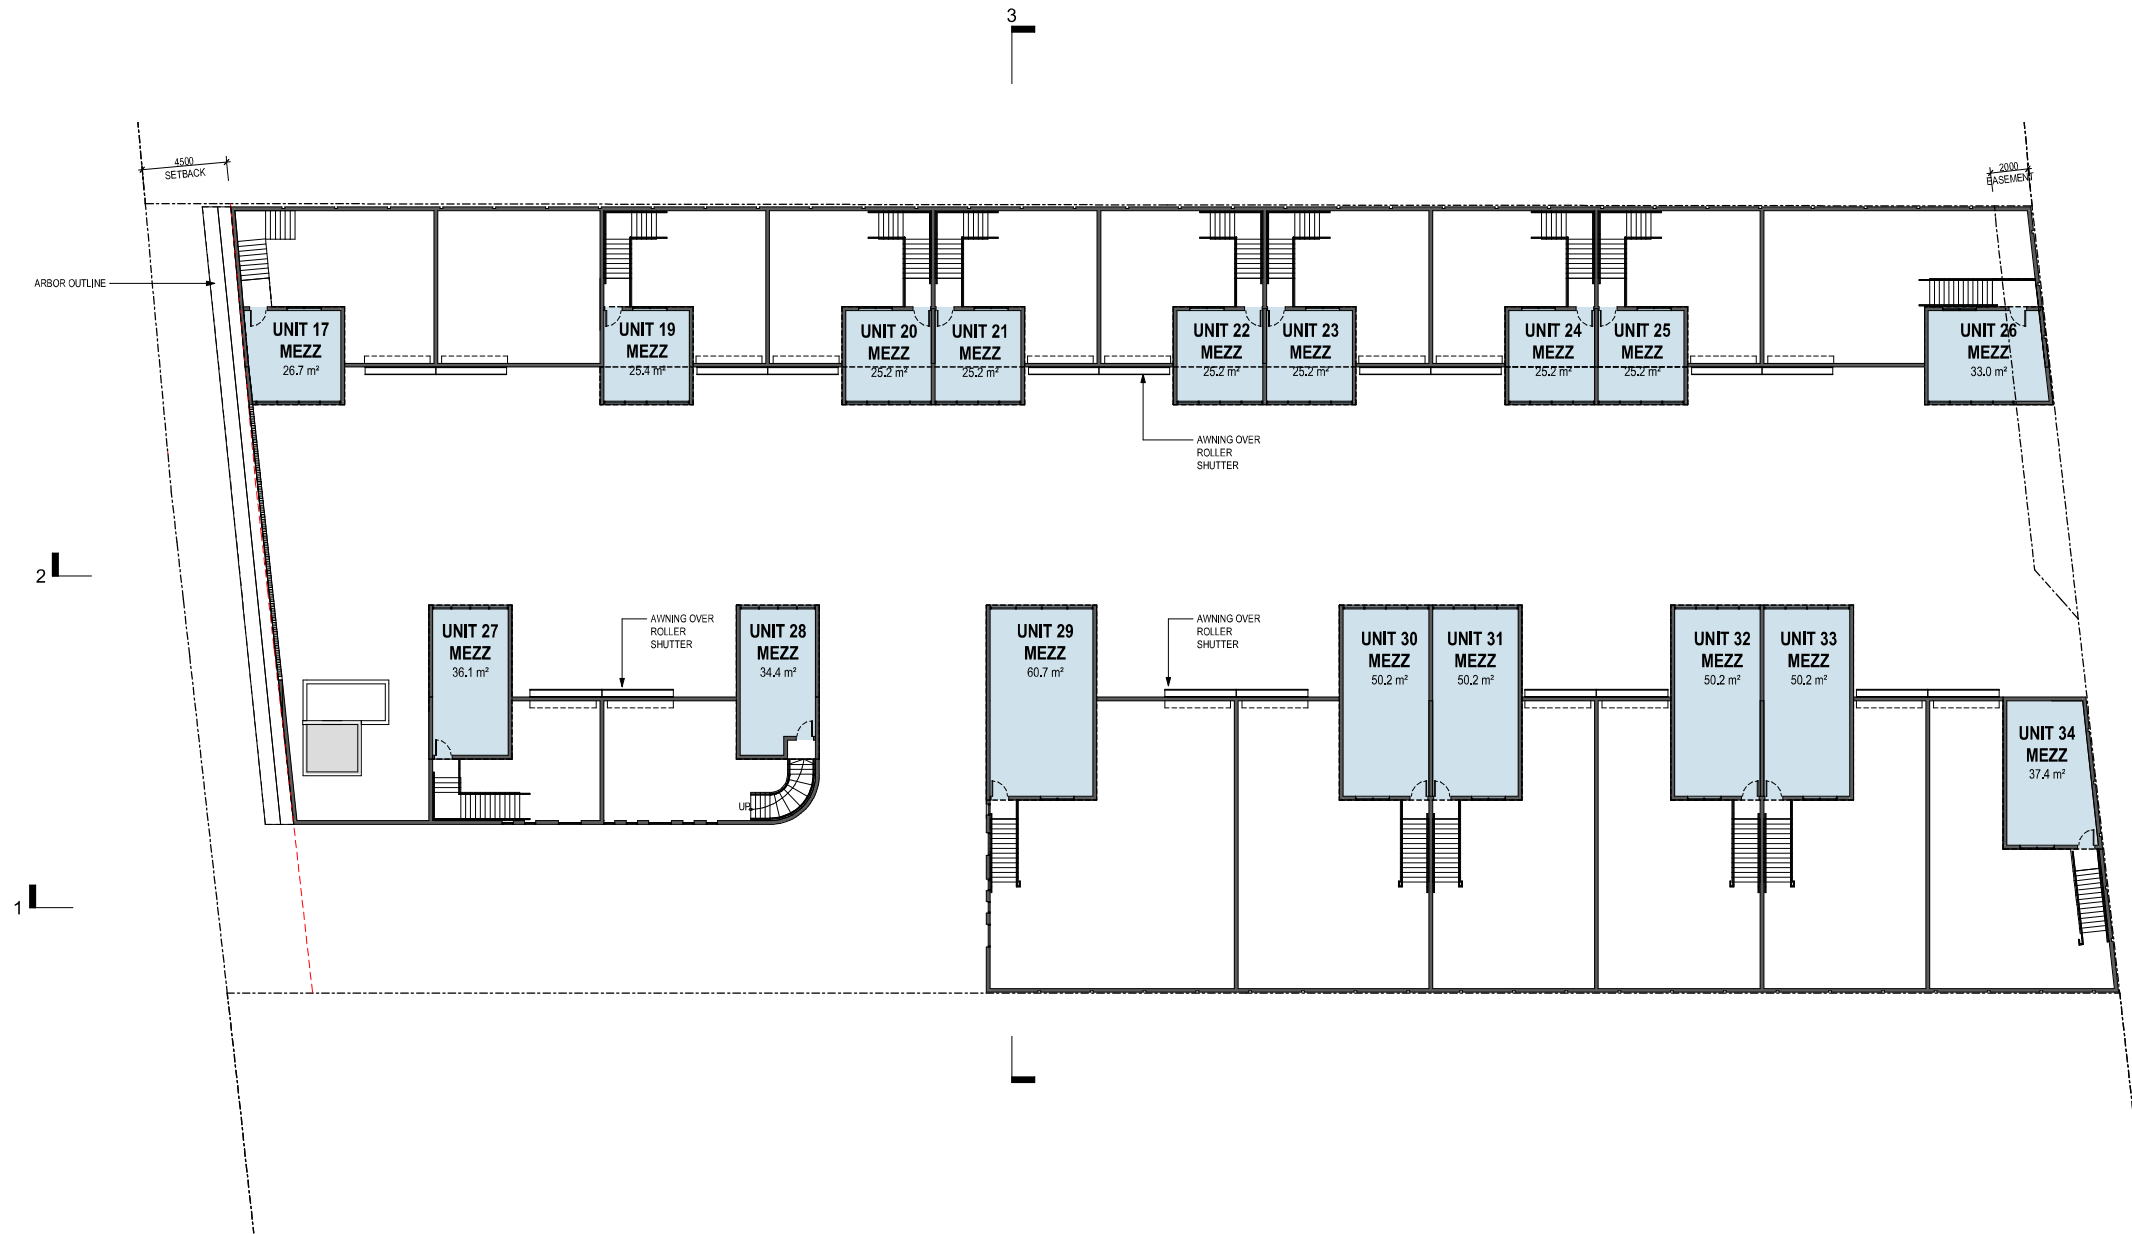 3
4500
SETBACK
2000
EASEMENT
ARBOR OUTLINE
UNIT 17
MEZZ
26.7 m²
UNIT 19
MEZZ
25.4 m²
UNIT 20
MEZZ
25.2 m²
UNIT 21
MEZZ
25.2 m²
UNIT 22
MEZZ
25.2 m²
UNIT 23
MEZZ
25.2 m²
UNIT 24
MEZZ
25.2 m²
UNIT 25
MEZZ
25.2 m²
UNIT 26
MEZZ
33.0 m²
AWNING OVER
ROLLER
SHUTTER
2
UNIT 27
MEZZ
36.1 m²
AWNING OVER
ROLLER
SHUTTER
UNIT 28
MEZZ
34.4 m²
UNIT 29
MEZZ
60.7 m²
AWNING OVER
ROLLER
SHUTTER
UNIT 30
MEZZ
50.2 m²
UNIT 31
MEZZ
50.2 m²
UNIT 32
MEZZ
50.2 m²
UNIT 33
MEZZ
50.2 m²
UNIT 34
MEZZ
37.4 m²
UP
1